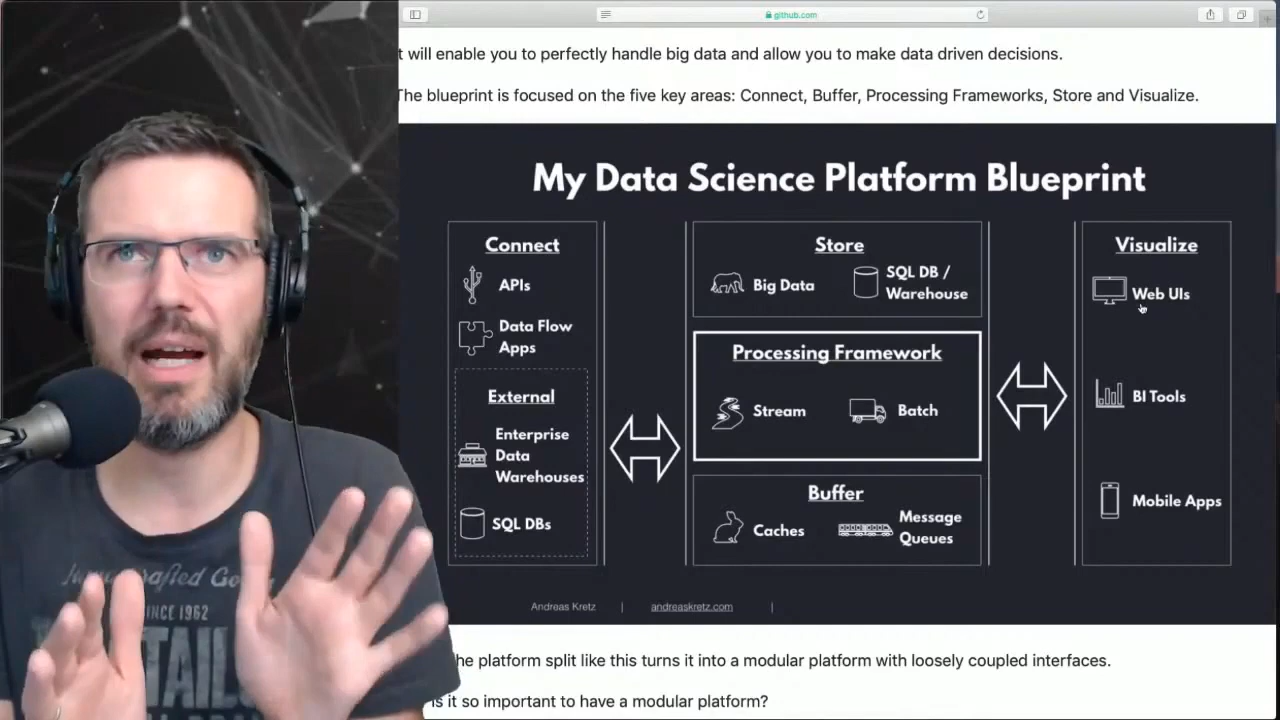 github.com
t will enable you to perfectly handle big data and allow you to make data driven decisions.
The blueprint is focused on the five key areas: Connect, Buffer, Processing Frameworks, Store and Visualize.
My Data Science Platform Blueprint
Connect
APIs
Data Flow
Apps
External
Enterprise
Data
Warehouses
SQL DBs
Store
Big Data
SQL DB /
Warehouse
Processing Framework
Stream
Batch
Buffer
Caches
Message
Queues
Visualize
Web UIs
BI Tools
Mobile Apps
Andreas Kretz | andreaskretz.com |
he platform split like this turns it into a modular platform with loosely coupled interfaces.
is it so important to have a modular platform?
SINCE 1962